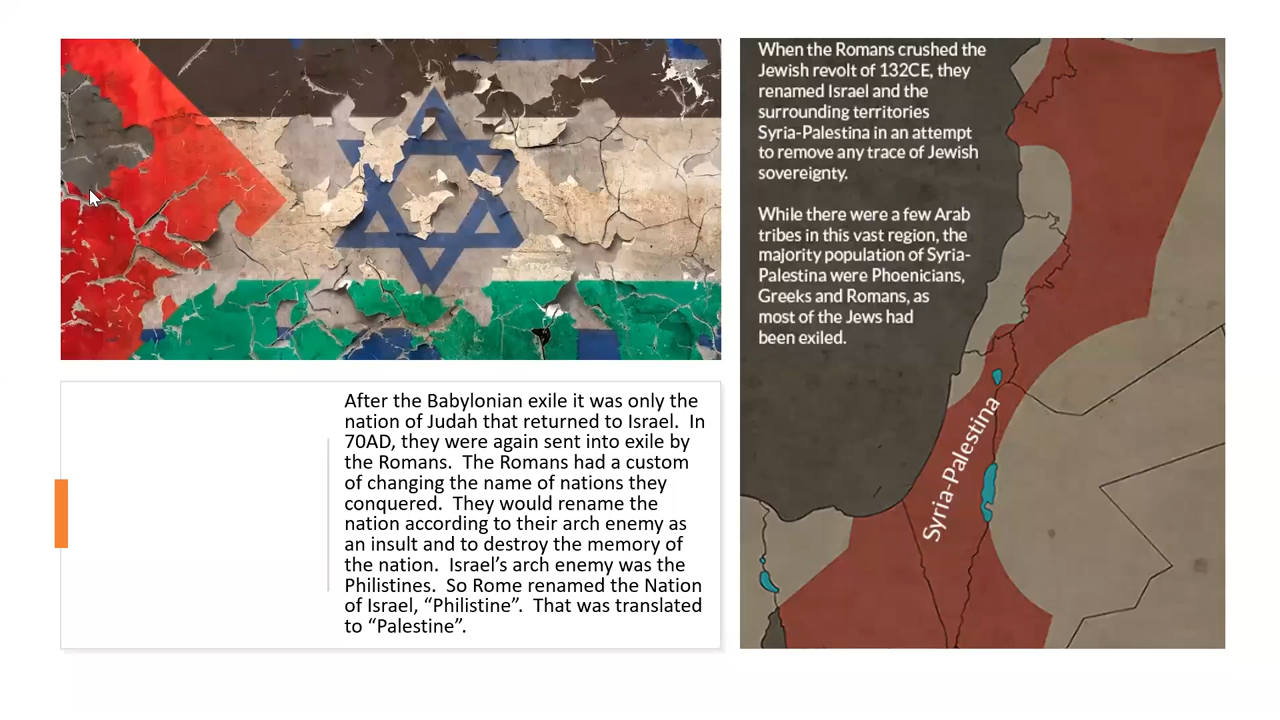 When the Romans crushed the
Jewish revolt of 132CE, they
renamed Israel and the
surrounding territories
Syria-Palestina in an attempt
to remove any trace of Jewish
sovereignty.
While there were a few Arab
tribes in this vast region, the
majority population of Syria-
Palestina were Phoenicians,
Greeks and Romans, as
most of the Jews had
been exiled.
Syria-Palestina
After the Babylonian exile it was only the
nation of Judah that returned to Israel.  In
70AD, they were again sent into exile by
the Romans.  The Romans had a custom
of changing the name of nations they
conquered.  They would rename the
nation according to their arch enemy as
an insult and to destroy the memory of
the nation.  Israel’s arch enemy was the
Philistines.  So Rome renamed the Nation
of Israel, “Philistine”.  That was translated
to “Palestine”.